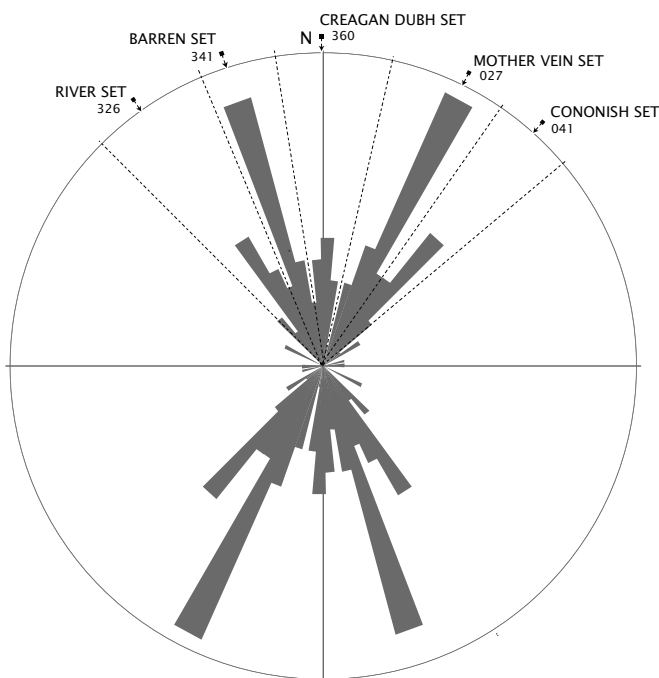 CREAGAN DUBH SET
360
N
BARREN SET
341
MOTHER VEIN SET
027
RIVER SET
326
CONONISH SET
041